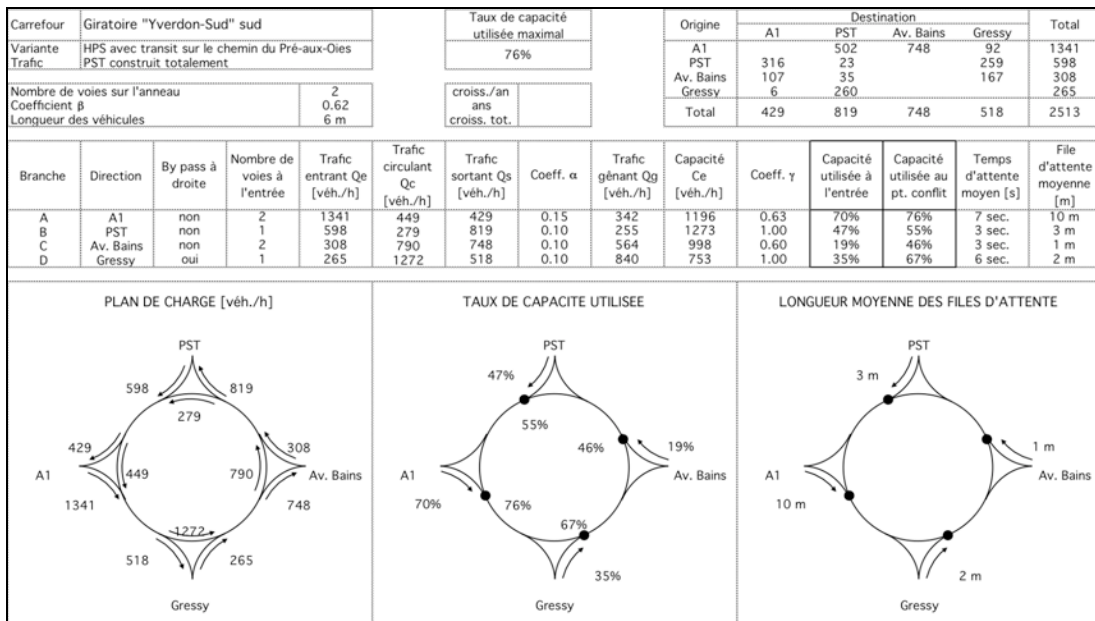 Carrefour Giratoire "Yverdon-Sud" sud
Variante HPS avec transit sur le chemin du Pré-aux-Oies
Trafic PST construit totalement
Taux de capacité
utilisée maximal
76%
Nombre de voies sur l'anneau 2
Coefficient β 0.62
Longueur des véhicules 6 m
croiss./an
ans
croiss. tot.
Origine Destination Total
A1 PST Av. Bains Gressy
A1 502 748 92 1341
PST 316 23 259 598
Av. Bains 107 35 167 308
Gressy 6 260 265
Total 429 819 748 518 2513
Branche Direction By pass à droite Nombre de voies à l'entrée Trafic entrant Qe [véh./h] Trafic circulant Qc [véh./h] Trafic sortant Qs [véh./h] Coeff. α Trafic gênant Qg [véh./h] Capacité Ce [véh./h] Coeff. γ Capacité utilisée à l'entrée Capacité utilisée au pt. conflit Temps d'attente moyen [s] File d'attente moyenne [m]
A A1 non 2 1341 449 429 0.15 342 1196 0.63 70% 76% 7 sec. 10 m
B PST non 1 598 279 819 0.10 255 1273 1.00 47% 55% 3 sec. 3 m
C Av. Bains non 2 308 790 748 0.10 564 998 0.60 19% 46% 3 sec. 1 m
D Gressy oui 1 265 1272 518 0.10 840 753 1.00 35% 67% 6 sec. 2 m
PLAN DE CHARGE [véh./h]
PST
598 819
279
429 308
A1 449 790 Av. Bains
1341 748
1272
518 265
Gressy
TAUX DE CAPACITE UTILISEE
PST
47%
55%
46% 19%
A1 Av. Bains
70% 76%
67%
35%
Gressy
LONGUEUR MOYENNE DES FILES D'ATTENTE
PST
3 m
1 m
A1 Av. Bains
10 m
2 m
Gressy